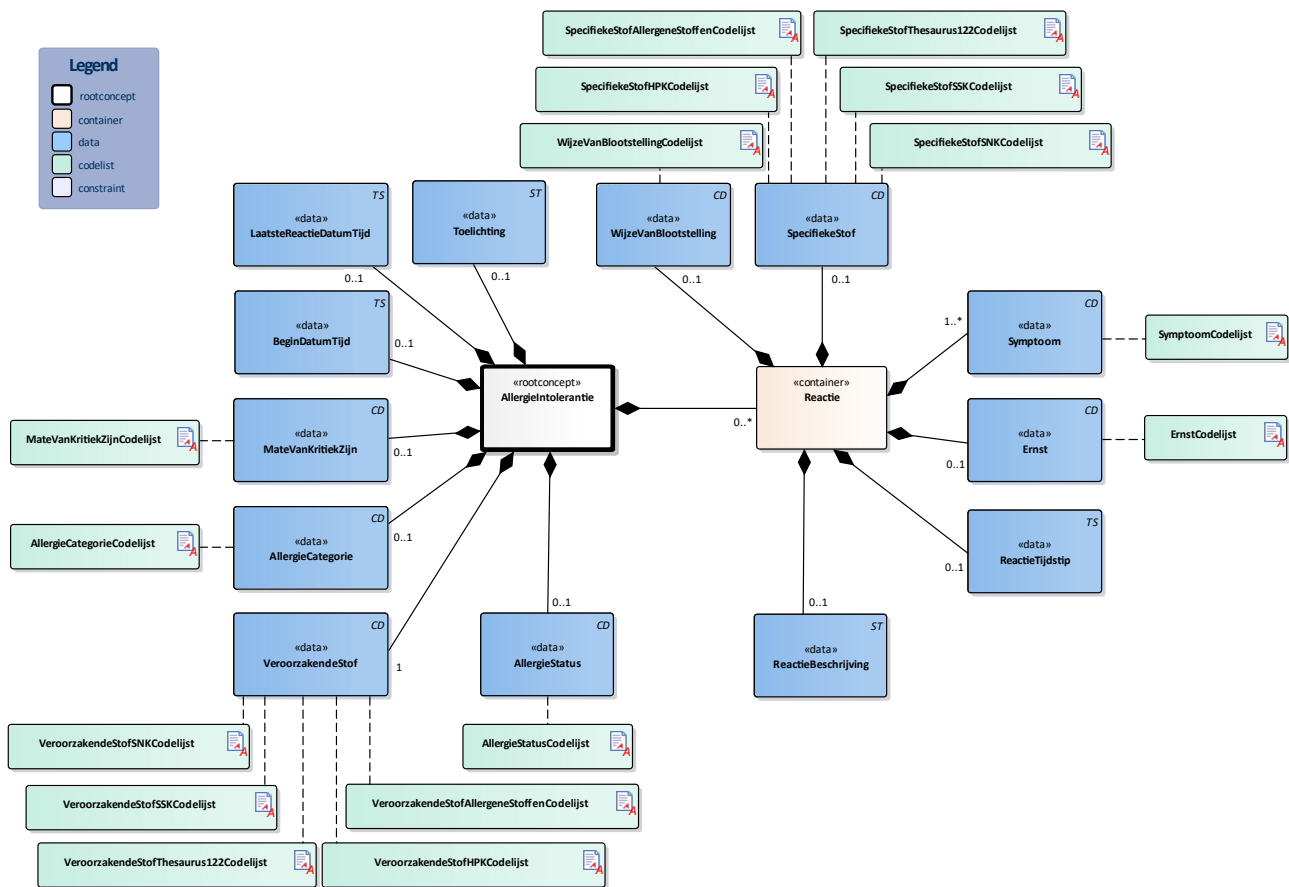 SpecifiekeStofAllergeneStoffenCodelijst
SpecifiekeStofThesaurus122Codelijst
Legend
rootconcept
container
data
codelist
constraint
SpecifiekeStofHPKCodelijst
SpecifiekeStofSSKCodelijst
WijzeVanBlootstellingCodelijst
SpecifiekeStofSNKCodelijst
TS
«data»
LaatsteReactieDatumTijd
0..1
ST
«data»
Toelichting
0..1
CD
«data»
WijzeVanBlootstelling
0..1
CD
«data»
SpecifiekeStof
0..1
TS
«data»
BeginDatumTijd
0..1
CD
«data»
Symptoom
1..*
SymptoomCodelijst
«rootconcept»
AllergieIntolerantie
«container»
Reactie
0..*
MateVanKritiekZijnCodelijst
CD
«data»
MateVanKritiekZijn
0..1
CD
«data»
Ernst
0..1
ErnstCodelijst
AllergieCategorieCodelijst
CD
«data»
AllergieCategorie
0..1
TS
«data»
ReactieTijdstip
0..1
CD
«data»
VeroorzakendeStof
1
0..1
CD
«data»
AllergieStatus
0..1
ST
«data»
ReactieBeschrijving
VeroorzakendeStofSNKCodelijst
AllergieStatusCodelijst
VeroorzakendeStofSSKCodelijst
VeroorzakendeStofAllergeneStoffenCodelijst
VeroorzakendeStofThesaurus122Codelijst
VeroorzakendeStofHPKCodelijst